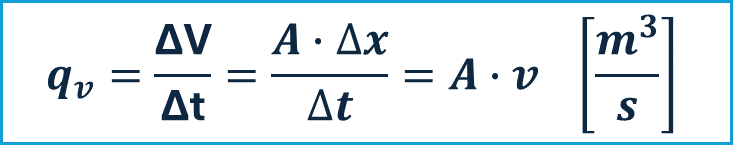 q_v = ΔV/Δt = A · Δx/Δt = A · v [m³/s]